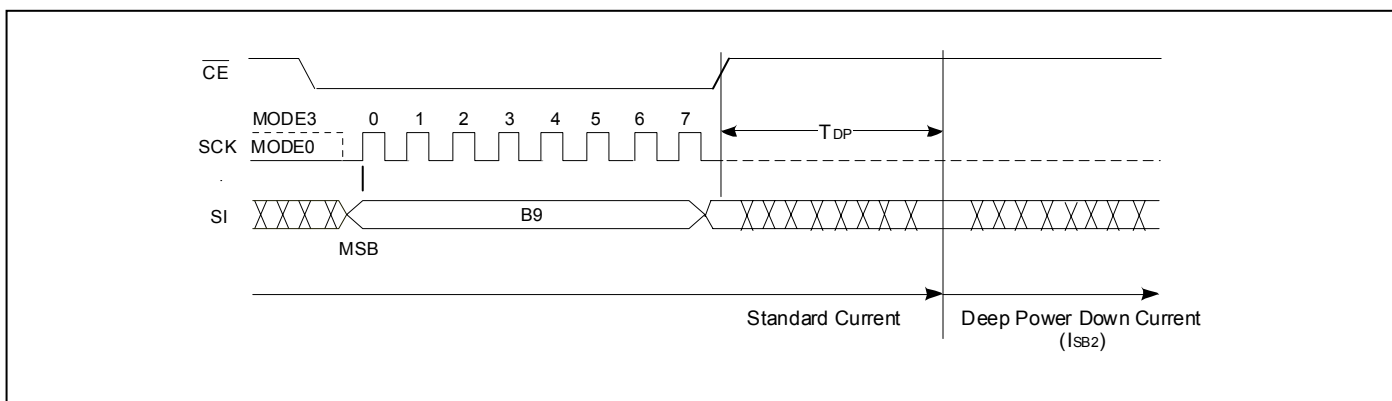 CE
MODE3
0 1 2 3 4 5 6 7
SCK MODE0
TDP
SI
B9
MSB
Standard Current
Deep Power Down Current
(ISB2)